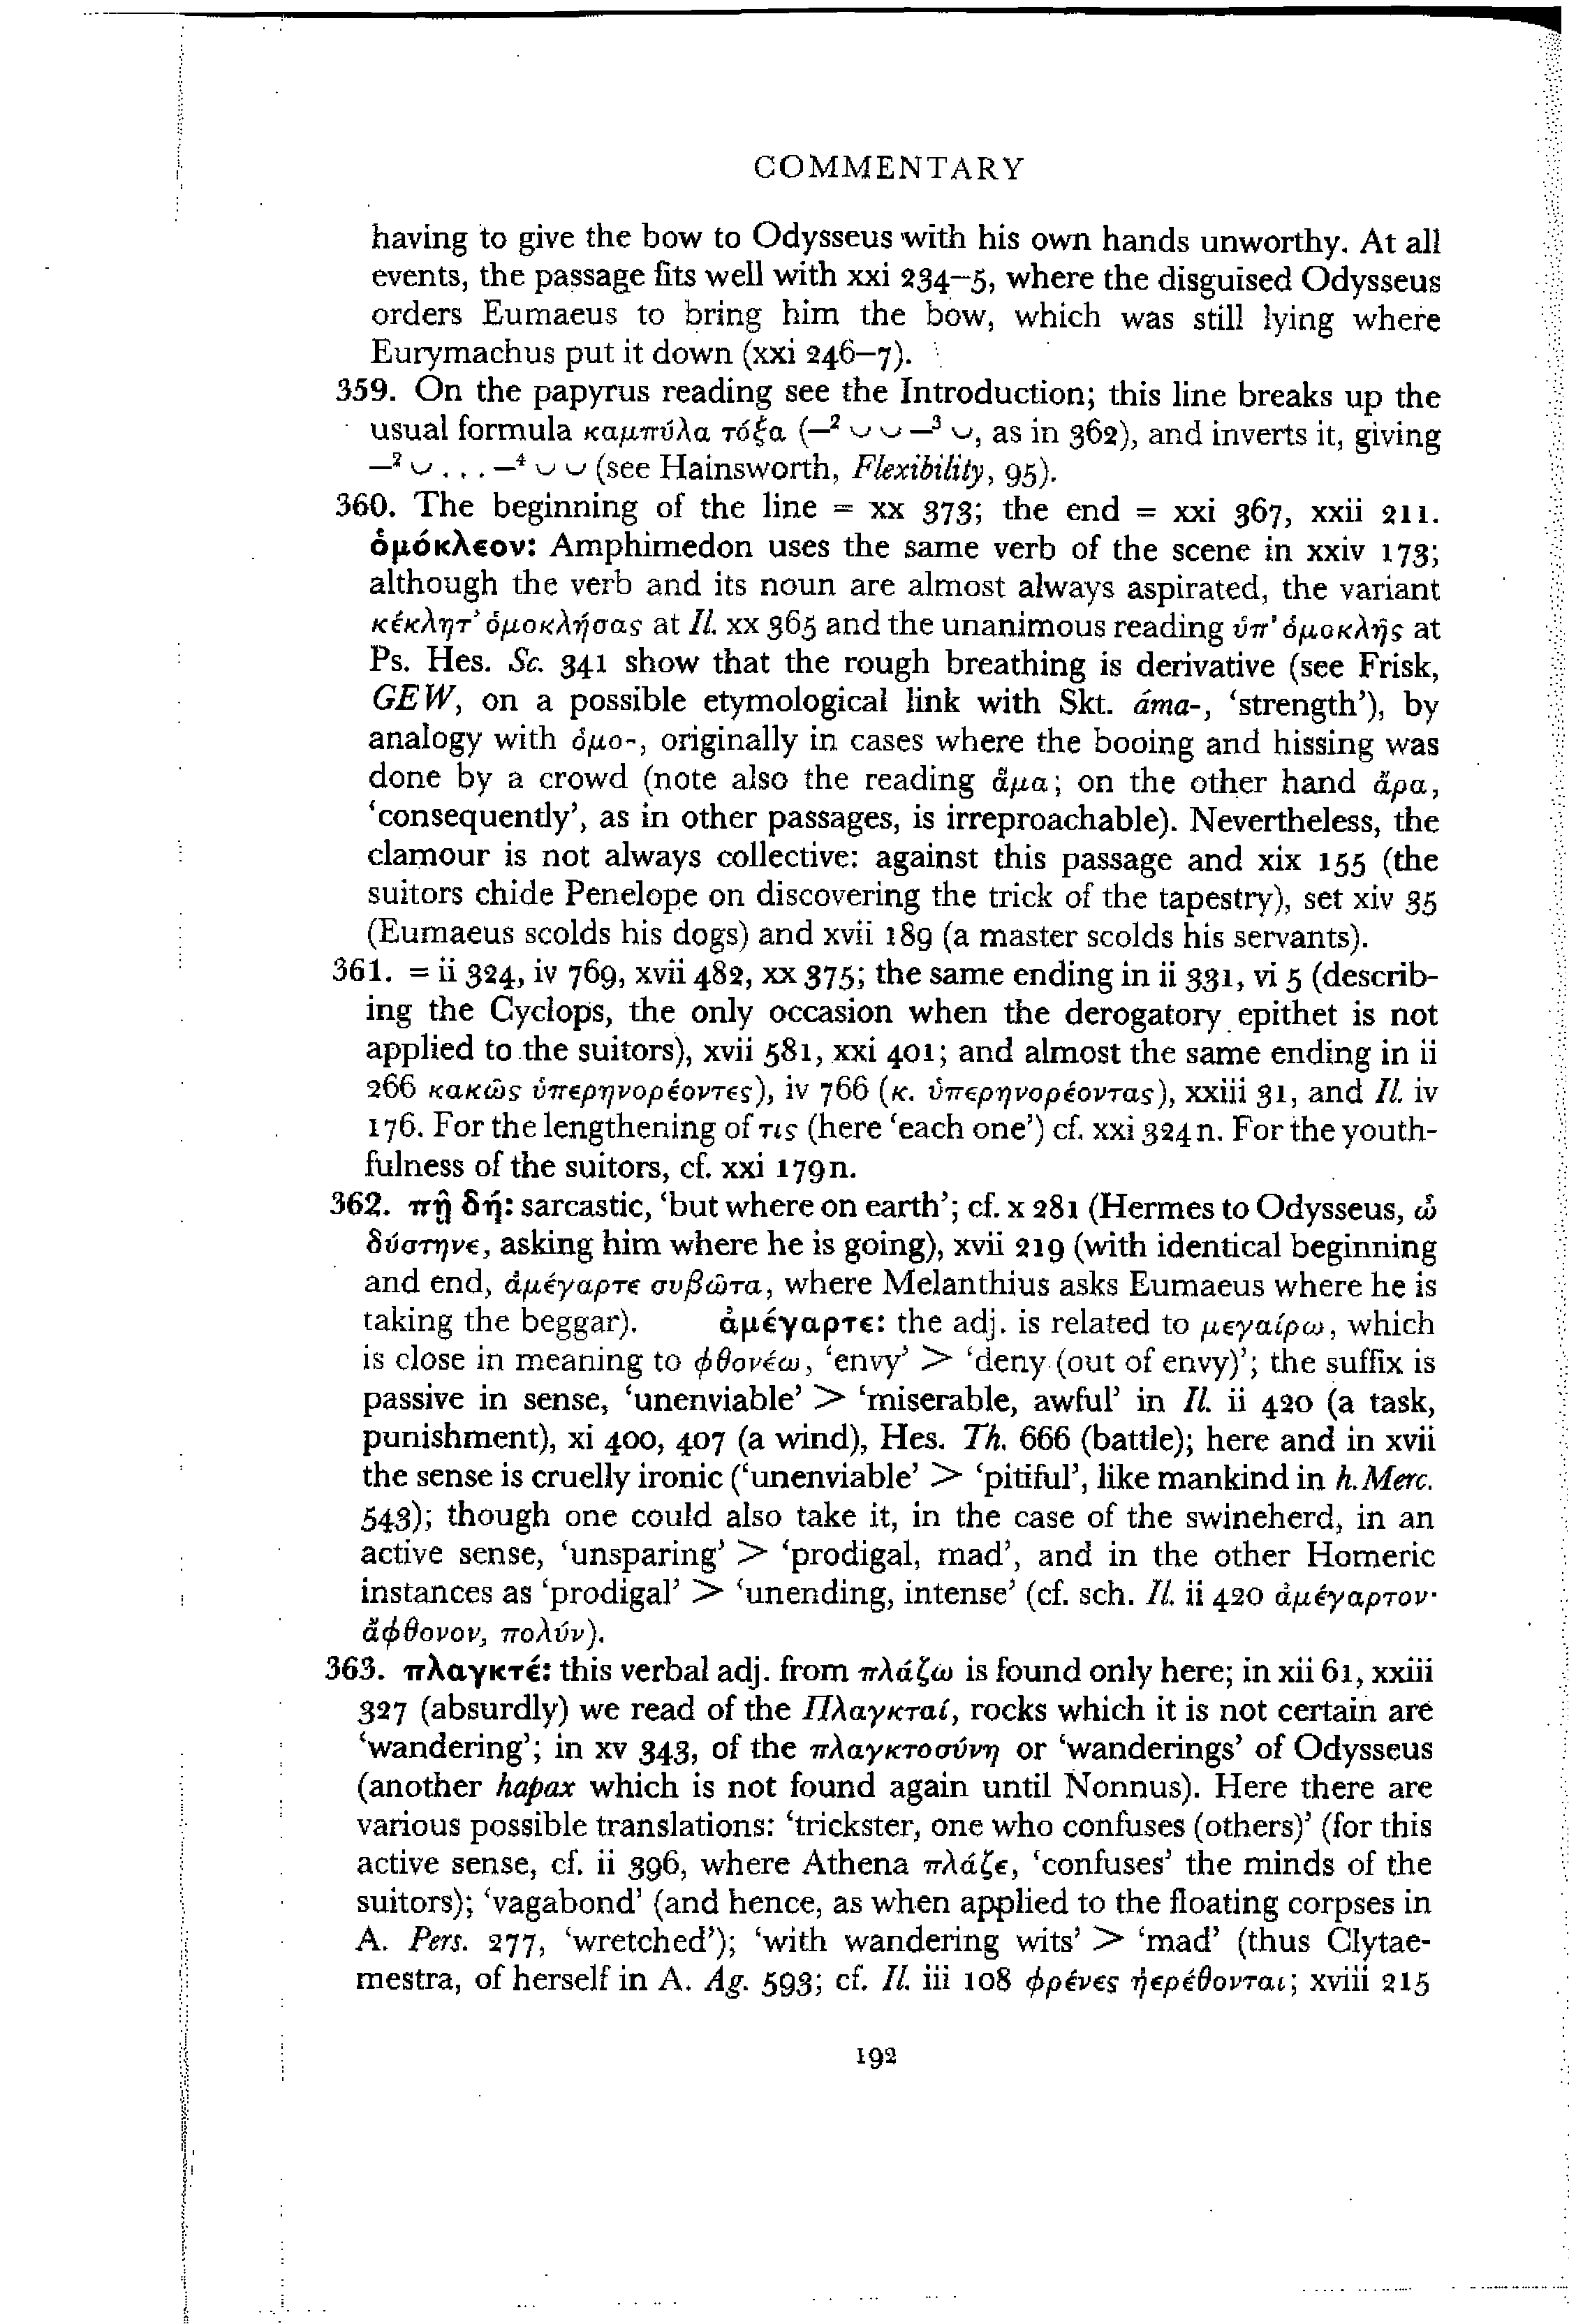 COMMENTARY
having to give the bow to Odysseus with his own hands unworthy. At all
events, the passage fits well with xxi 234–5, where the disguised Odysseus
orders Eumaeus to bring him the bow, which was still lying where
Eurymachus put it down (xxi 246–7).
359. On the papyrus reading see the Introduction; this line breaks up the
usual formula καμπύλα τόξα (–² ⏑ ⏑ –³ ⏑, as in 362), and inverts it, giving
–² ⏑ . . . –⁴ ⏑ ⏑ (see Hainsworth, Flexibility, 95).
360. The beginning of the line = xx 373; the end = xxi 367, xxii 211.
ὁμόκλεον: Amphimedon uses the same verb of the scene in xxiv 173;
although the verb and its noun are almost always aspirated, the variant
κέκλητ’ ὀμοκλήσας at Il. xx 365 and the unanimous reading ὑπ’ ὀμοκλῆς at
Ps. Hes. Sc. 341 show that the rough breathing is derivative (see Frisk,
GEW, on a possible etymological link with Skt. áma-, ‘strength’), by
analogy with ὁμο-, originally in cases where the booing and hissing was
done by a crowd (note also the reading ἅμα; on the other hand ἄρα,
‘consequently’, as in other passages, is irreproachable). Nevertheless, the
clamour is not always collective: against this passage and xix 155 (the
suitors chide Penelope on discovering the trick of the tapestry), set xiv 35
(Eumaeus scolds his dogs) and xvii 189 (a master scolds his servants).
361. = ii 324, iv 769, xvii 482, xx 375; the same ending in ii 331, vi 5 (describ-
ing the Cyclops, the only occasion when the derogatory epithet is not
applied to the suitors), xvii 581, xxi 401; and almost the same ending in ii
266 κακῶς ὑπερηνορέοντες), iv 766 (κ. ὑπερηνορέοντας), xxiii 31, and Il. iv
176. For the lengthening of τις (here ‘each one’) cf. xxi 324 n. For the youth-
fulness of the suitors, cf. xxi 179 n.
362. πῇ δή: sarcastic, ‘but where on earth’; cf. x 281 (Hermes to Odysseus, ὦ
δύστηνε, asking him where he is going), xvii 219 (with identical beginning
and end, ἀμέγαρτε συβῶτα, where Melanthius asks Eumaeus where he is
taking the beggar). ἀμέγαρτε: the adj. is related to μεγαίρω, which
is close in meaning to φθονέω, ‘envy’ > ‘deny (out of envy)’; the suffix is
passive in sense, ‘unenviable’ > ‘miserable, awful’ in Il. ii 420 (a task,
punishment), xi 400, 407 (a wind), Hes. Th. 666 (battle); here and in xvii
the sense is cruelly ironic (‘unenviable’ > ‘pitiful’, like mankind in h.Merc.
543); though one could also take it, in the case of the swineherd, in an
active sense, ‘unsparing’ > ‘prodigal, mad’, and in the other Homeric
instances as ‘prodigal’ > ‘unending, intense’ (cf. sch. Il. ii 420 ἀμέγαρτον·
ἄφθονον, πολύν).
363. πλαγκτέ: this verbal adj. from πλάζω is found only here; in xii 61, xxiii
327 (absurdly) we read of the Πλαγκταί, rocks which it is not certain are
‘wandering’; in xv 343, of the πλαγκτοσύνη or ‘wanderings’ of Odysseus
(another hapax which is not found again until Nonnus). Here there are
various possible translations: ‘trickster, one who confuses (others)’ (for this
active sense, cf. ii 396, where Athena πλάζε, ‘confuses’ the minds of the
suitors); ‘vagabond’ (and hence, as when applied to the floating corpses in
A. Pers. 277, ‘wretched’); ‘with wandering wits’ > ‘mad’ (thus Clytae-
mestra, of herself in A. Ag. 593; cf. Il. iii 108 φρένες ἠερέθονται; xviii 215
192